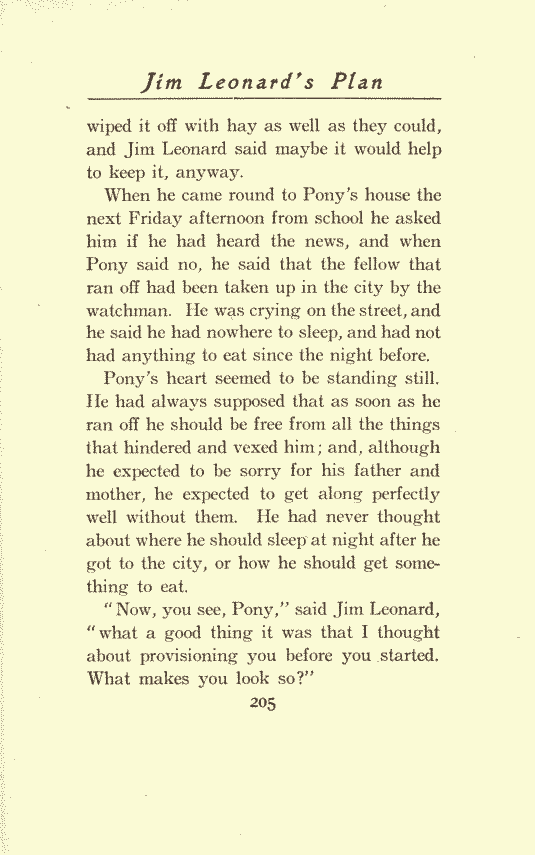 Jim Leonard's Plan
wiped it off with hay as well as they could,
and Jim Leonard said maybe it would help
to keep it, anyway.
When he came round to Pony's house the
next Friday afternoon from school he asked
him if he had heard the news, and when
Pony said no, he said that the fellow that
ran off had been taken up in the city by the
watchman. He was crying on the street, and
he said he had nowhere to sleep, and had not
had anything to eat since the night before.
Pony's heart seemed to be standing still.
He had always supposed that as soon as he
ran off he should be free from all the things
that hindered and vexed him; and, although
he expected to be sorry for his father and
mother, he expected to get along perfectly
well without them. He had never thought
about where he should sleep at night after he
got to the city, or how he should get some-
thing to eat.
"Now, you see, Pony," said Jim Leonard,
"what a good thing it was that I thought
about provisioning you before you started.
What makes you look so?"
205